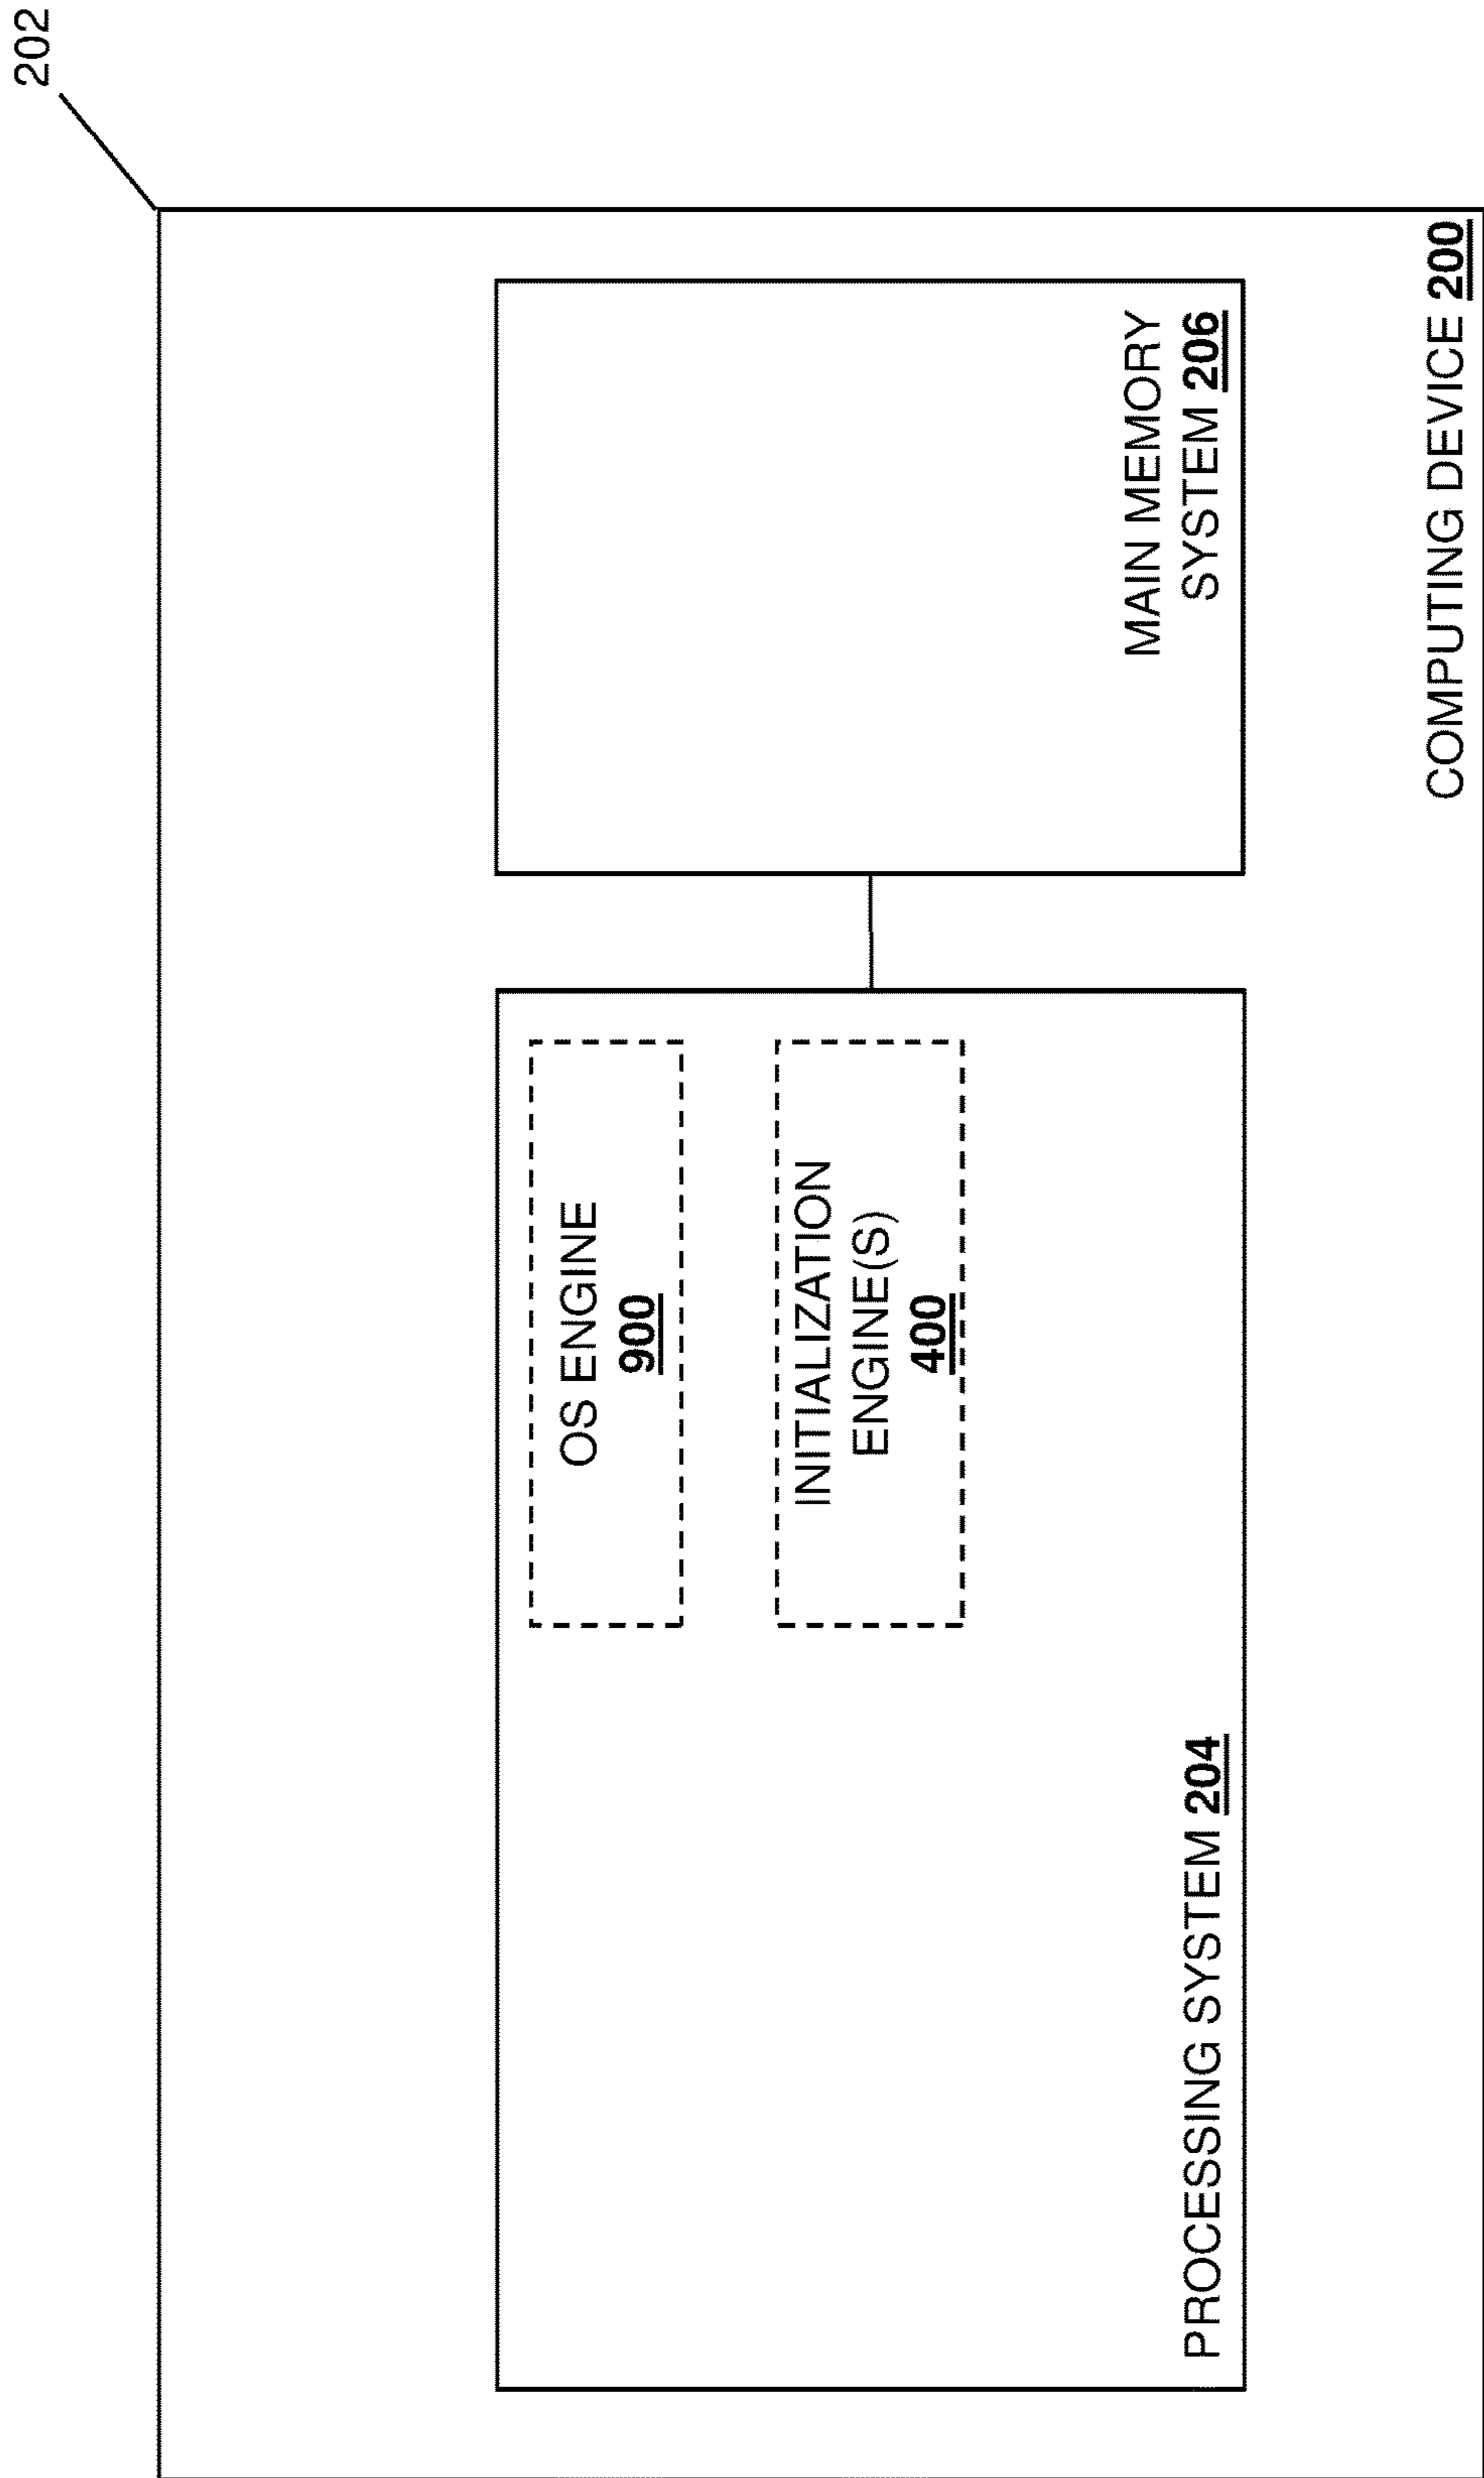 202
OS ENGINE
900
INITIALIZATION
ENGINE(S)
400
PROCESSING SYSTEM 204
MAIN MEMORY
SYSTEM 206
COMPUTING DEVICE 200